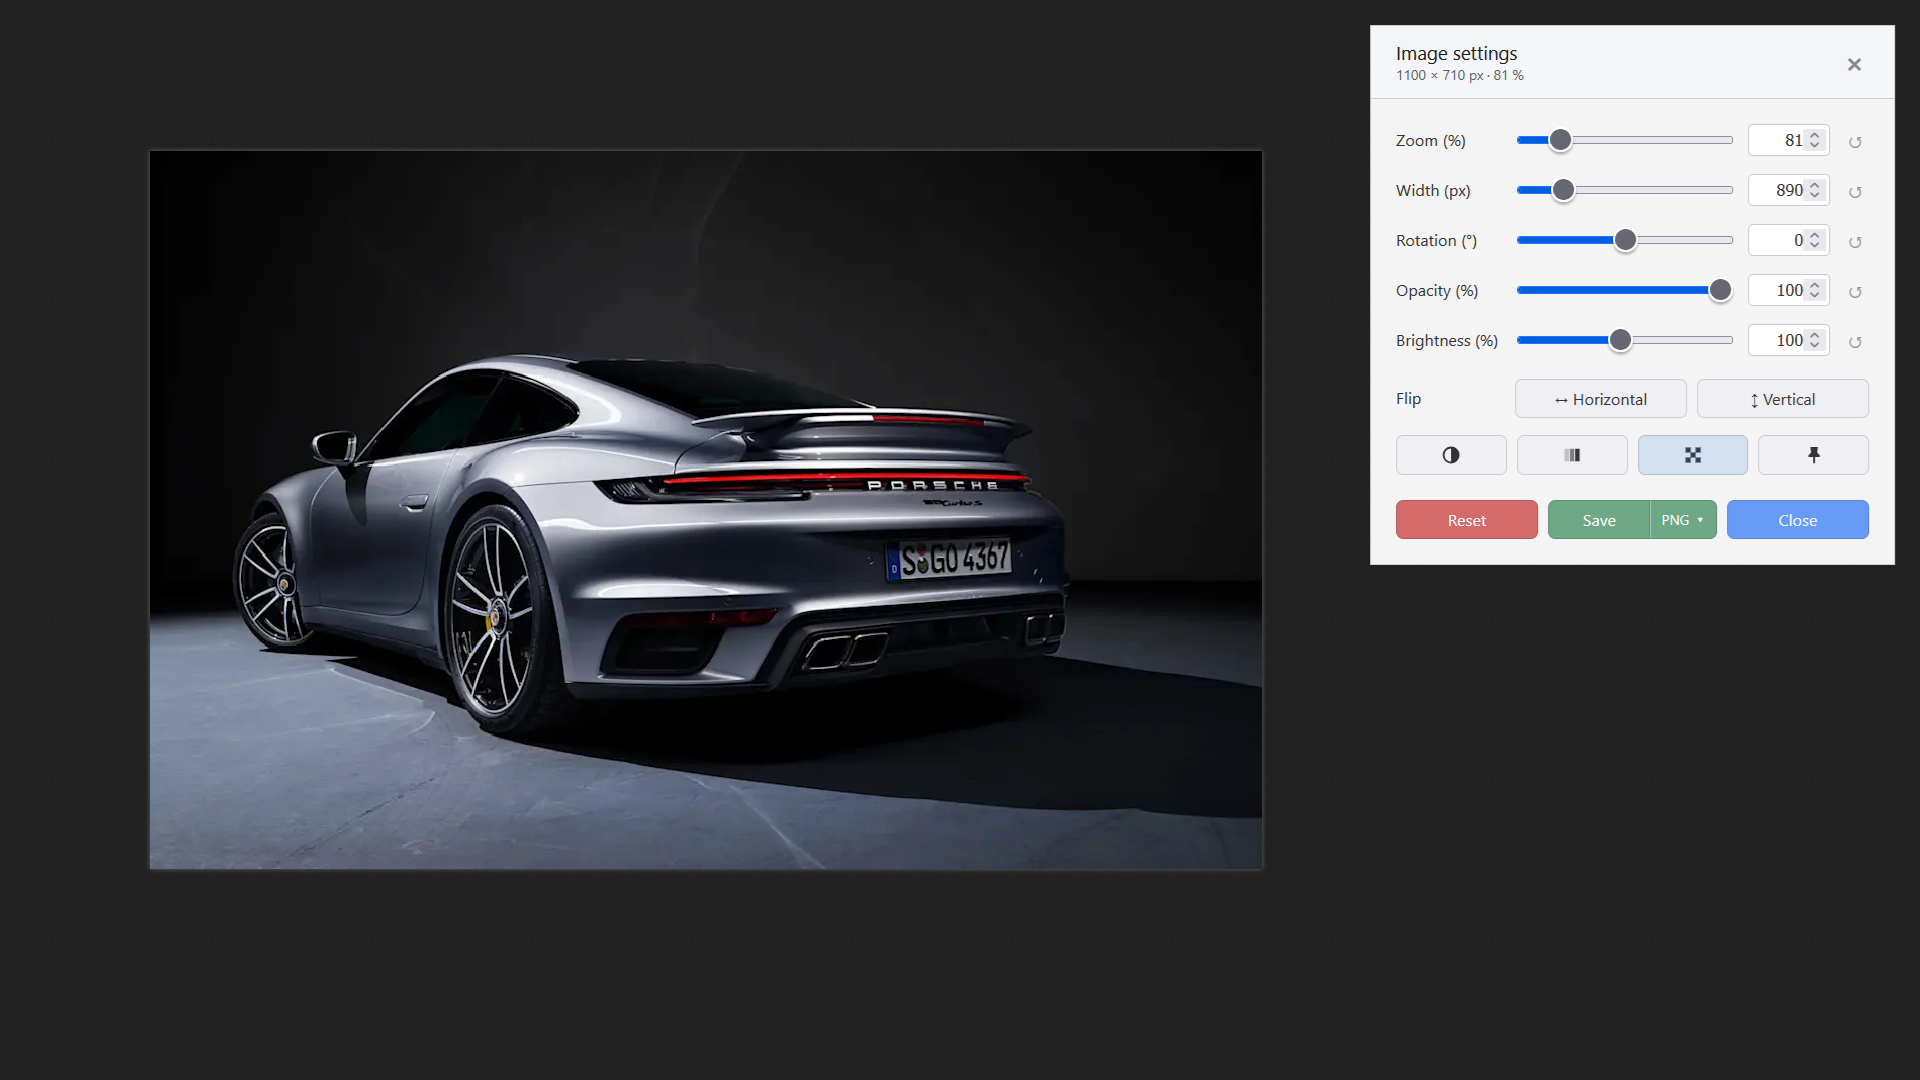 Image settings
1100 × 710 px · 81 %
Zoom (%) 81
Width (px) 890
Rotation (°) 0
Opacity (%) 100
Brightness (%) 100
Flip ↔ Horizontal ↕ Vertical
Reset Save PNG Close
PORSCHE
Turbo S
D S GO 4367